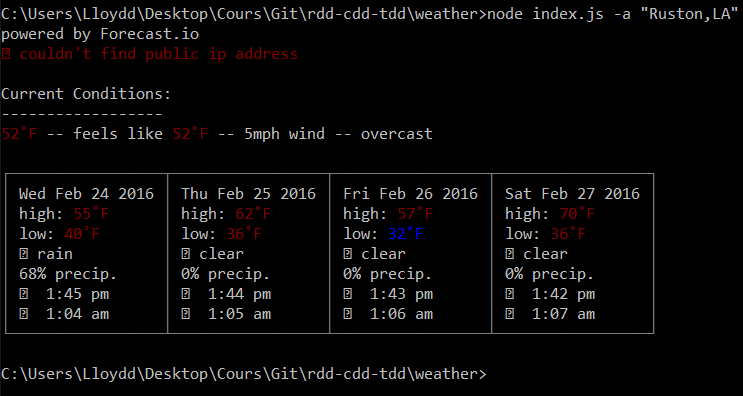 C:\Users\Lloydd\Desktop\Cours\Git\rdd-cdd-tdd\weather>node index.js -a "Ruston,LA"
powered by Forecast.io
couldn't find public ip address
Current Conditions:
------------------
52°F -- feels like 52°F -- 5mph wind -- overcast
Wed Feb 24 2016 Thu Feb 25 2016 Fri Feb 26 2016 Sat Feb 27 2016
high: 55°F high: 62°F high: 57°F high: 70°F
low: 40°F low: 36°F low: 32°F low: 36°F
rain clear clear clear
68% precip. 0% precip. 0% precip. 0% precip.
1:45 pm 1:44 pm 1:43 pm 1:42 pm
1:04 am 1:05 am 1:06 am 1:07 am
C:\Users\Lloydd\Desktop\Cours\Git\rdd-cdd-tdd\weather>